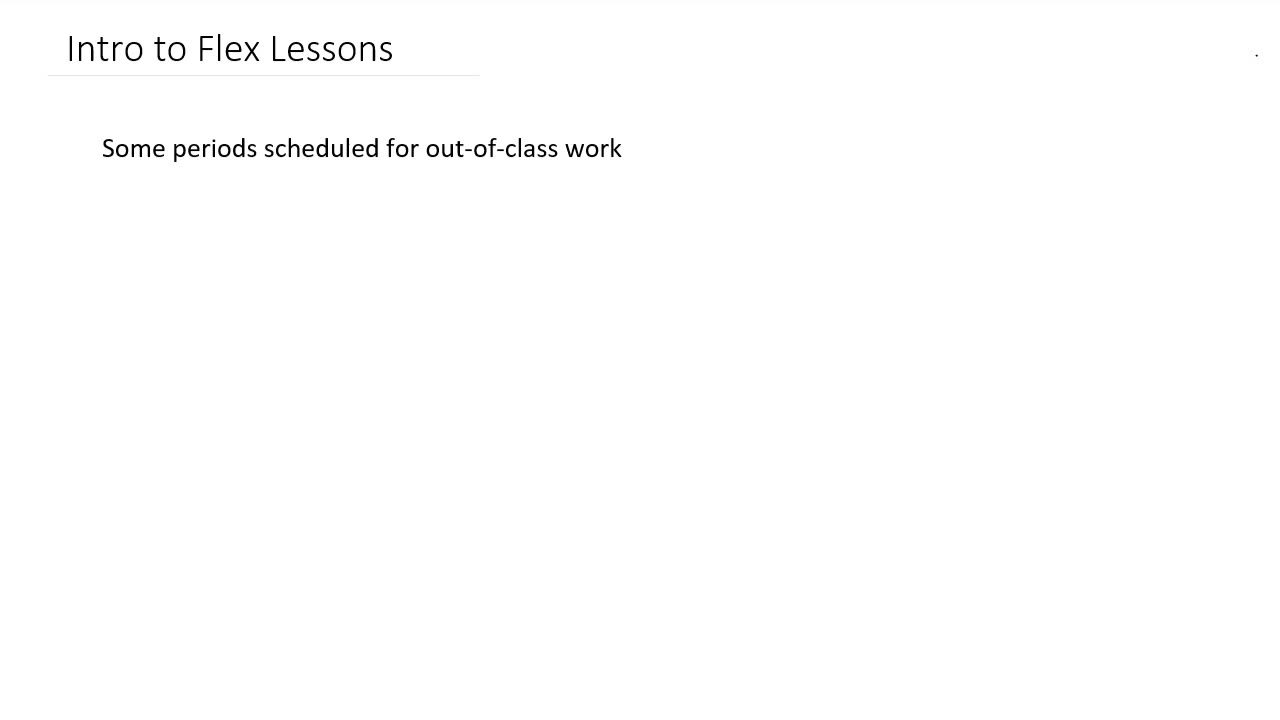 Intro to Flex Lessons
Some periods scheduled for out-of-class work